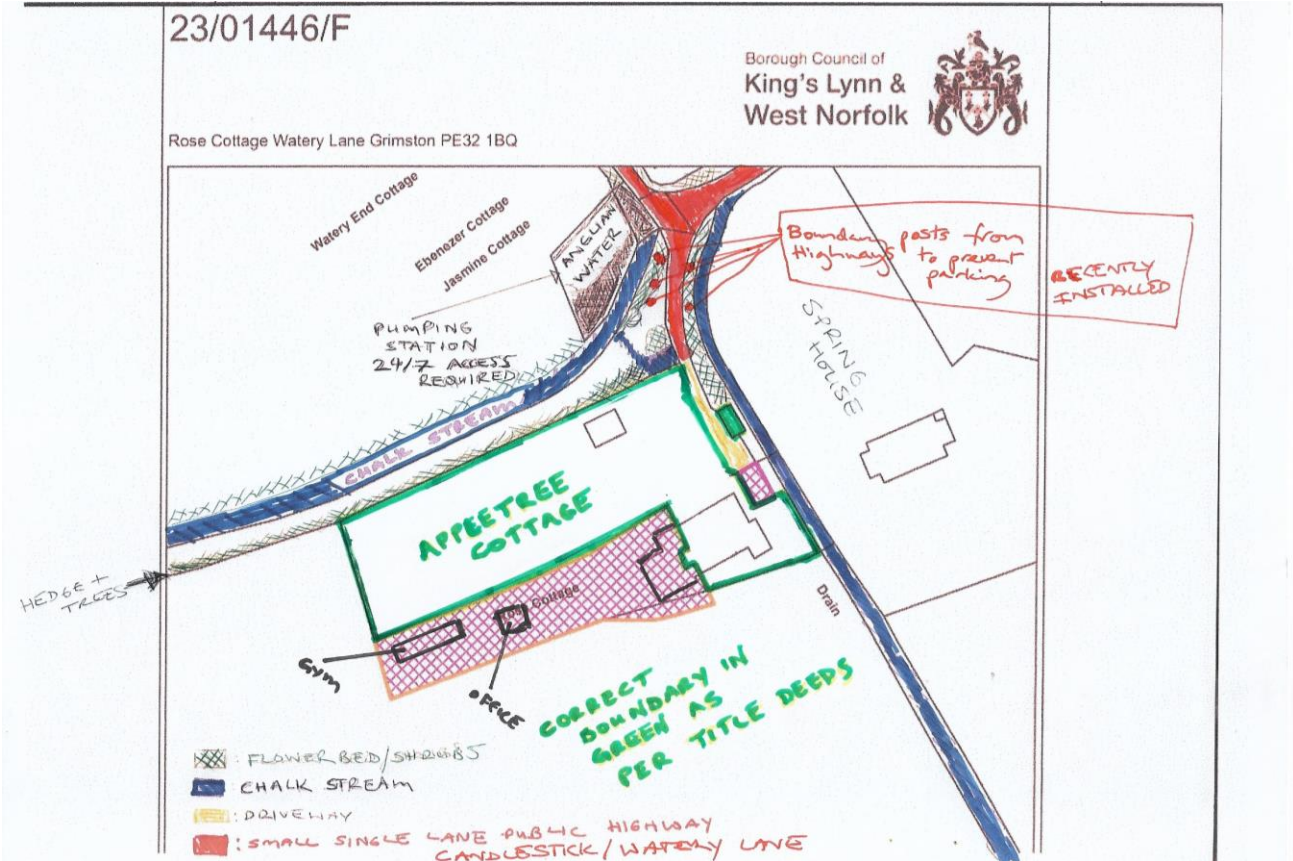 23/01446/F
Borough Council of
King's Lynn &
West Norfolk
Rose Cottage Watery Lane Grimston PE32 1BQ
Watery End Cottage
Ebenezer Cottage
Jasmine Cottage
ANGLIAN
WATER
Boundary posts from
Highways to prevent
parking
RECENTLY
INSTALLED
PUMPING
STATION
24/7 ACCESS
REQUIRED
SPRING
HOUSE
CHALK STREAM
APPLETREE
COTTAGE
HEDGE +
TREES
Cottage
Drain
GYM
OFFICE
CORRECT
BOUNDARY IN
GREEN AS
PER TITLE DEEDS
: FLOWER BED/SHRUBS
: CHALK STREAM
: DRIVEWAY
: SMALL SINGLE LANE PUBLIC HIGHWAY
CANDLESTICK/WATERY LANE